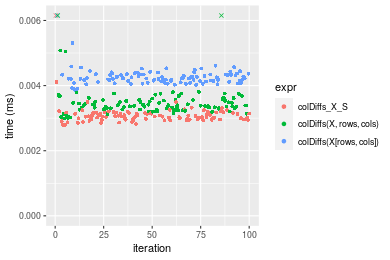 0.006
0.004
0.002
0.000
time (ms)
0
25
50
75
100
iteration
expr
colDiffs_X_S
colDiffs(X, rows, cols)
colDiffs(X[rows, cols])